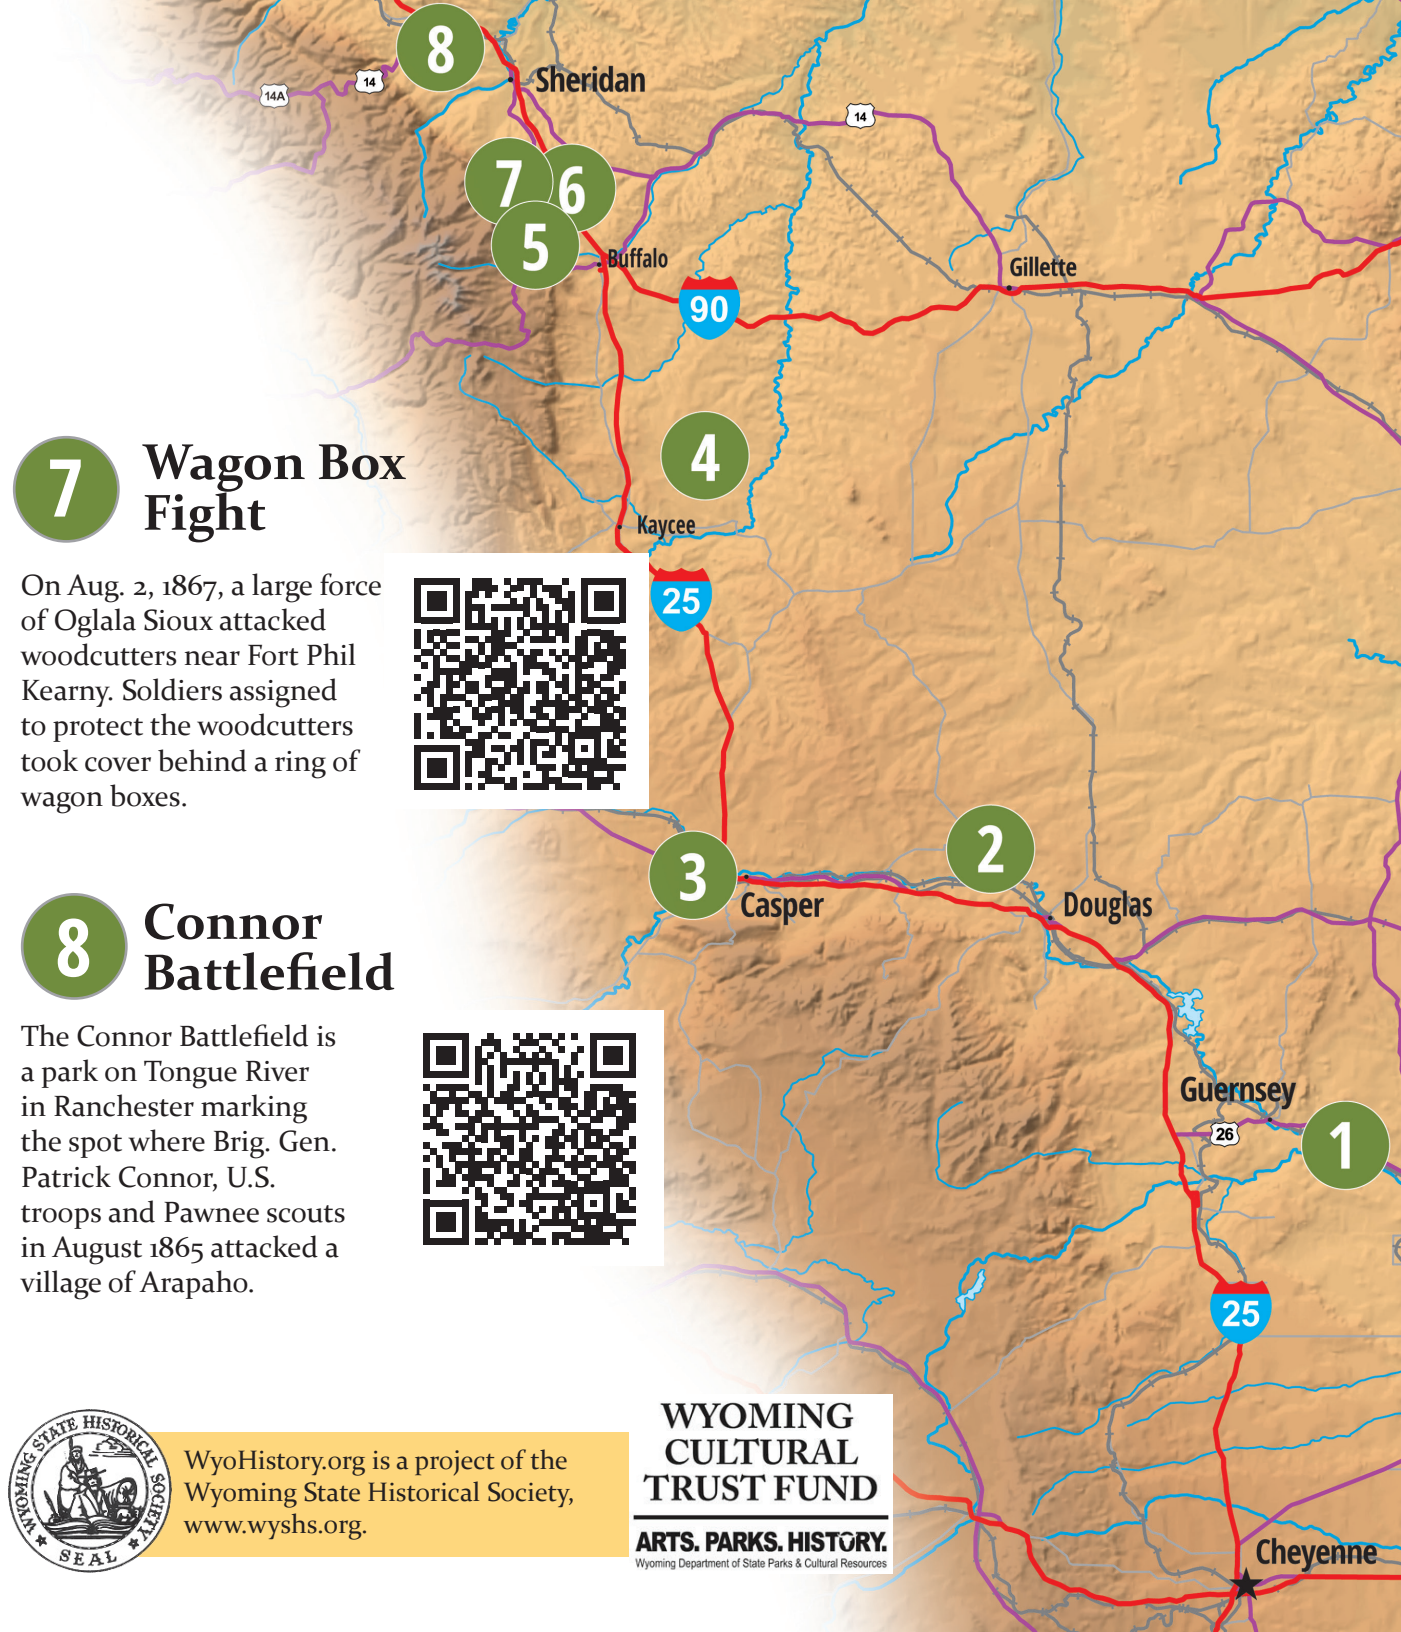 8
Sheridan
14A
14
14
7
6
5
Buffalo
90
Gillette
4
Kaycee
25
7
Wagon Box
Fight
On Aug. 2, 1867, a large force
of Oglala Sioux attacked
woodcutters near Fort Phil
Kearny. Soldiers assigned
to protect the woodcutters
took cover behind a ring of
wagon boxes.
3
Casper
2
Douglas
8
Connor
Battlefield
The Connor Battlefield is
a park on Tongue River
in Ranchester marking
the spot where Brig. Gen.
Patrick Connor, U.S.
troops and Pawnee scouts
in August 1865 attacked a
village of Arapaho.
Guernsey
26
1
25
WYOMING STATE HISTORICAL SOCIETY
SEAL
WyoHistory.org is a project of the
Wyoming State Historical Society,
www.wyshs.org.
WYOMING
CULTURAL
TRUST FUND
ARTS. PARKS. HISTORY.
Wyoming Department of State Parks & Cultural Resources
Cheyenne